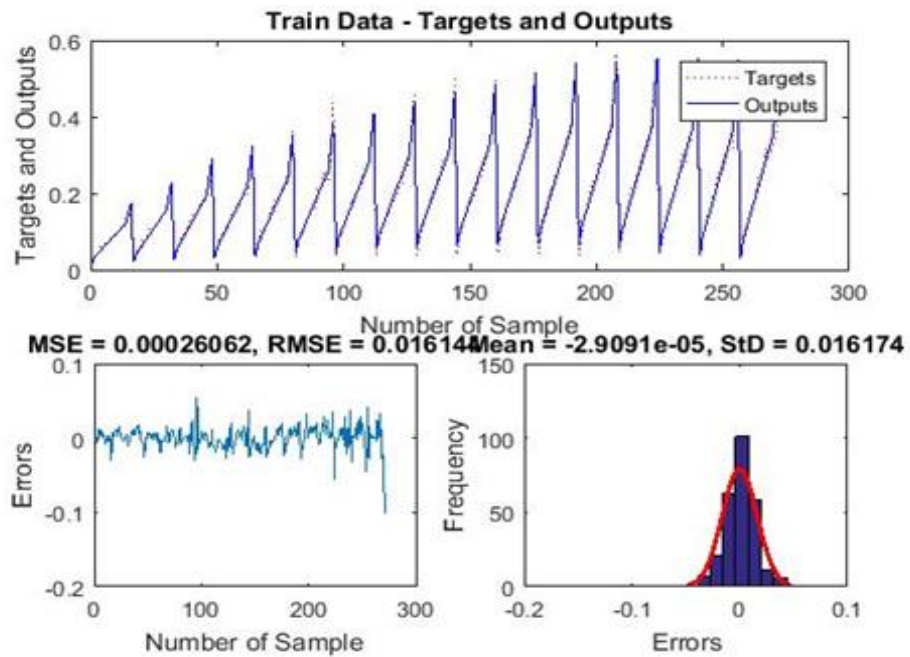 Train Data - Targets and Outputs
0.6
0.4
0.2
0
Targets and Outputs
Targets
Outputs
0 50 100 150 200 250 300
Number of Sample
MSE = 0.00026062, RMSE = 0.016144
Mean = -2.9091e-05, StD = 0.016174
0.1
0
-0.1
-0.2
Errors
0 100 200 300
Number of Sample
150
100
50
0
Frequency
-0.2 -0.1 0 0.1
Errors